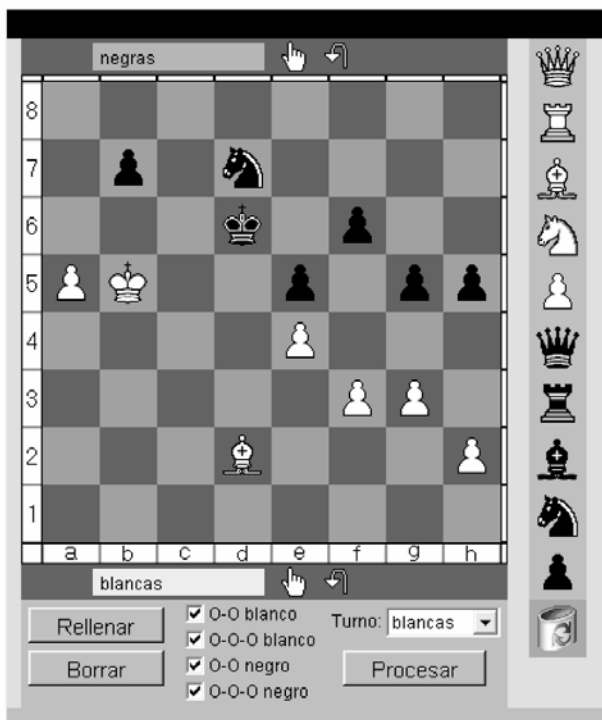 negras
8
7
6
5
4
3
2
1
a b c d e f g h
blancas
Rellenar
Borrar
O-O blanco
O-O-O blanco
O-O negro
O-O-O negro
Turno: blancas
Procesar